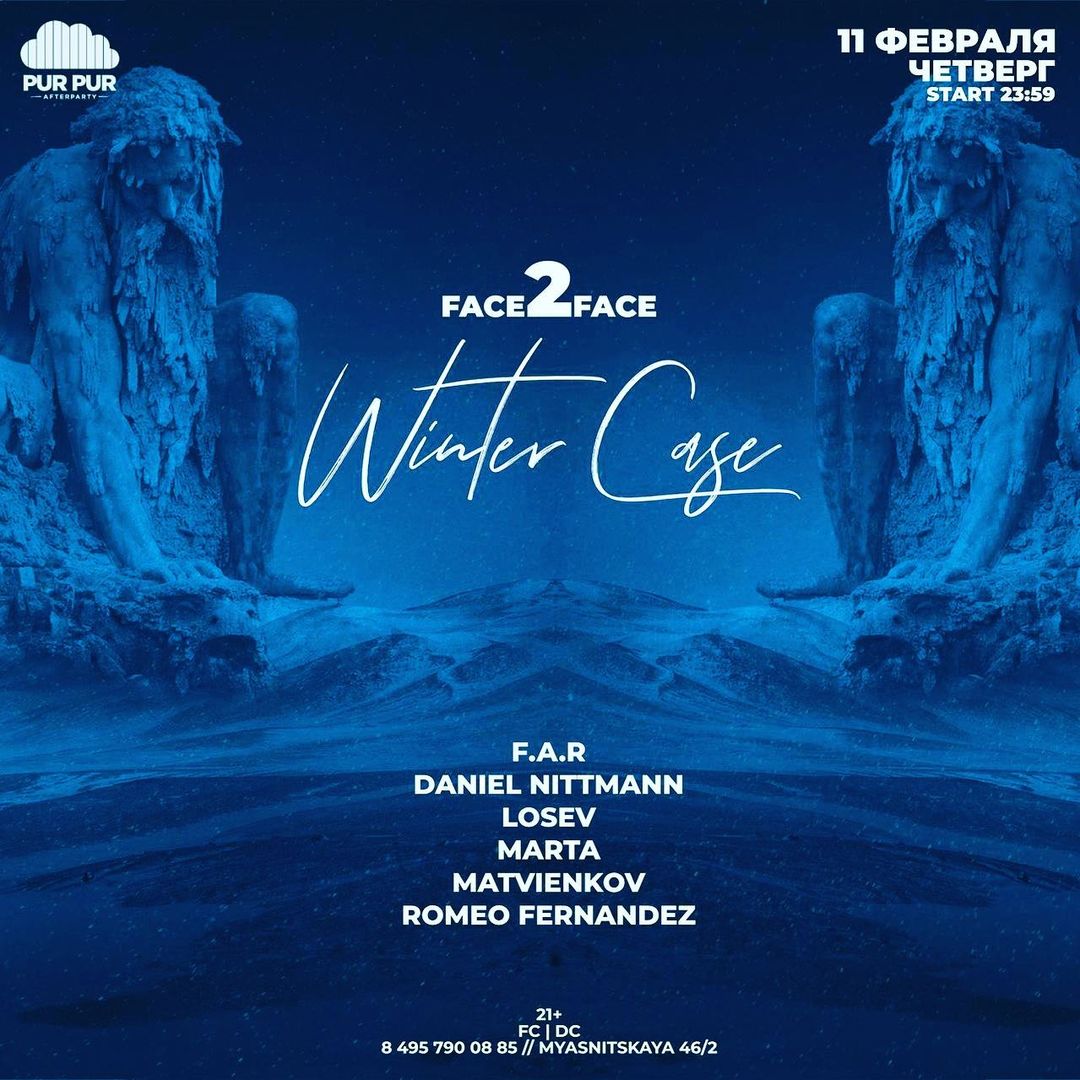 PUR PUR
AFTERPARTY
11 ФЕВРАЛЯ
ЧЕТВЕРГ
START 23:59
FACE2FACE
Winter Case
F.A.R
DANIEL NITTMANN
LOSEV
MARTA
MATVIENKOV
ROMEO FERNANDEZ
21+
FC | DC
8 495 790 08 85 // MYASNITSKAYA 46/2